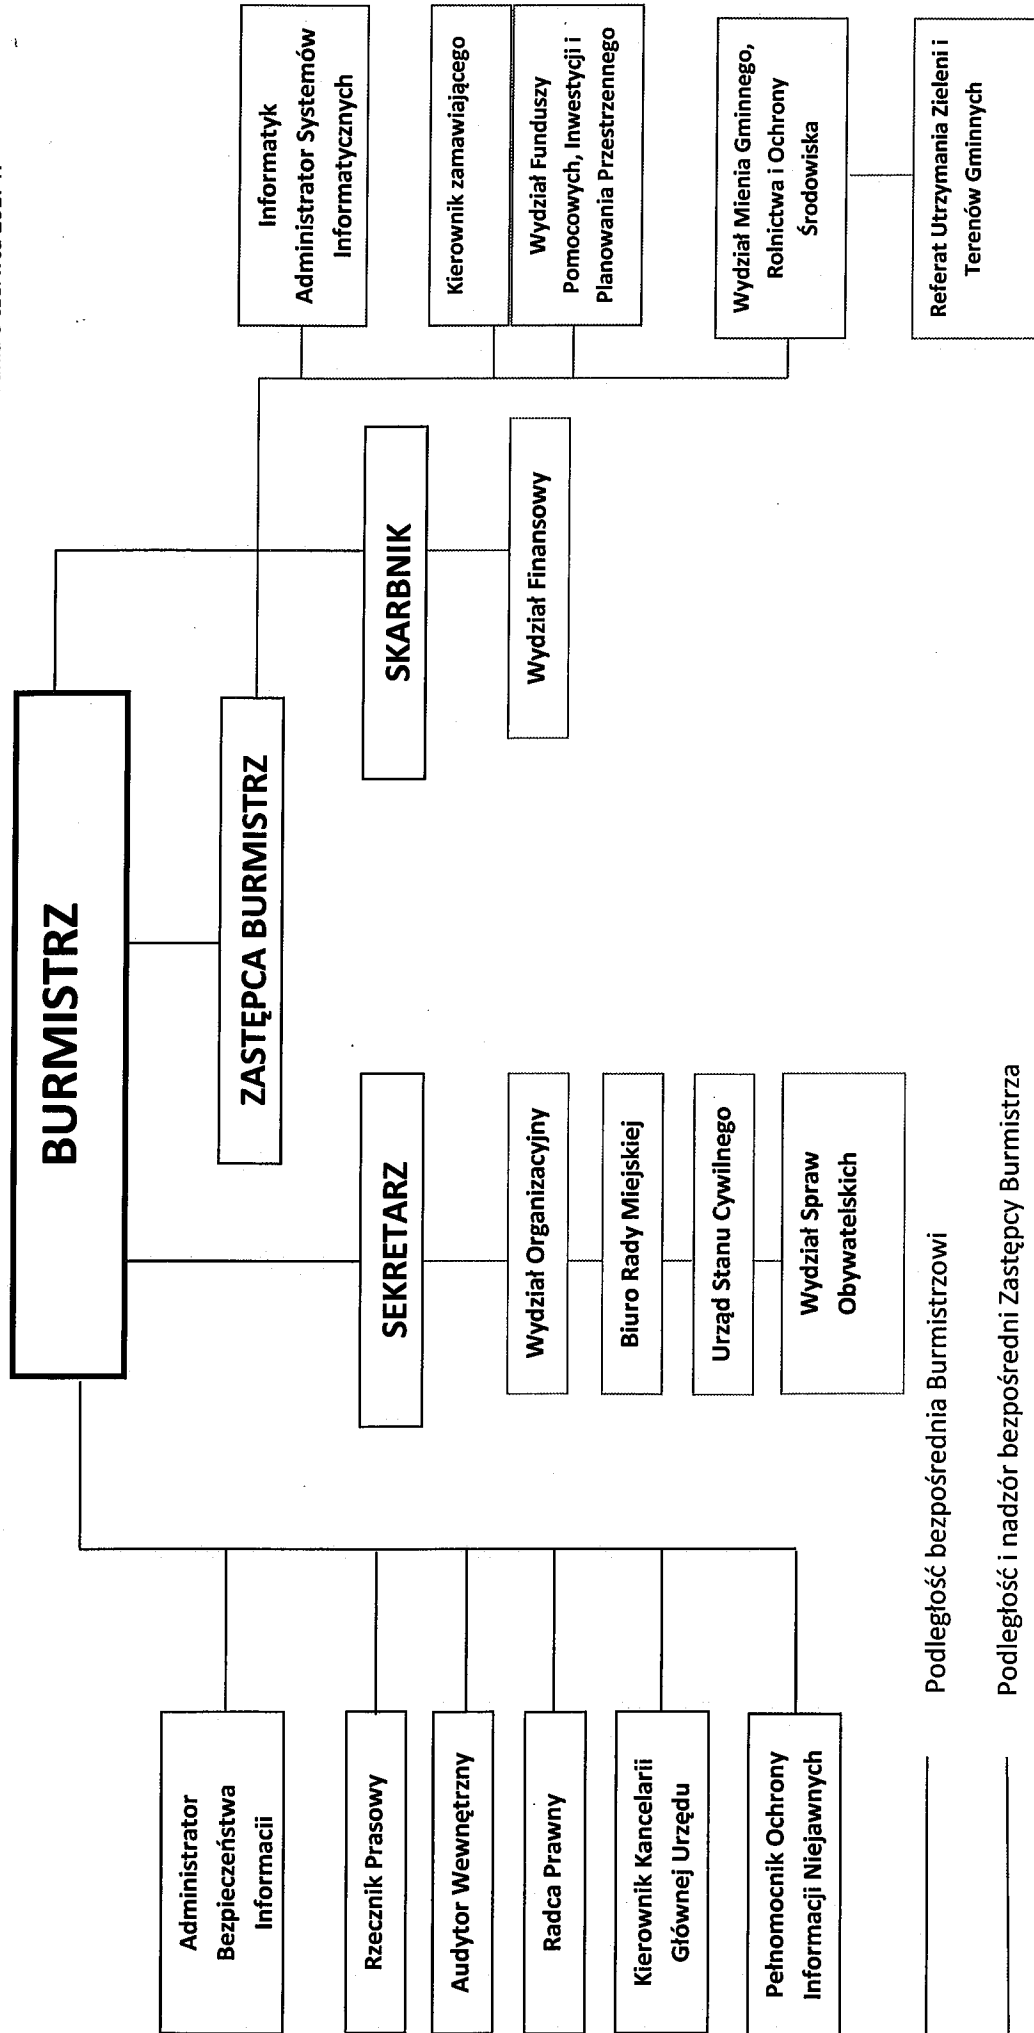 BURMISTRZ
ZASTĘPCA BURMISTRZ
SEKRETARZ
SKARBNIK
Administrator
Bezpieczeństwa
Informacji
Rzecznik Prasowy
Audytor Wewnętrzny
Radca Prawny
Kierownik Kancelarii
Głównej Urzędu
Pełnomocnik Ochrony
Informacji Niejawnych
Wydział Organizacyjny
Biuro Rady Miejskiej
Urząd Stanu Cywilnego
Wydział Spraw
Obywatelskich
Wydział Finansowy
Informatyk
Administrator Systemów
Informatycznych
Kierownik zamawiającego
Wydział Funduszy
Pomocowych, Inwestycji i
Planowania Przestrzennego
Wydział Mienia Gminnego,
Rolnictwa i Ochrony
Środowiska
Referat Utrzymania Zieleni i
Terenów Gminnych
Podległość bezpośrednia Burmistrzowi
Podległość i nadzór bezpośredni Zastępcy Burmistrza